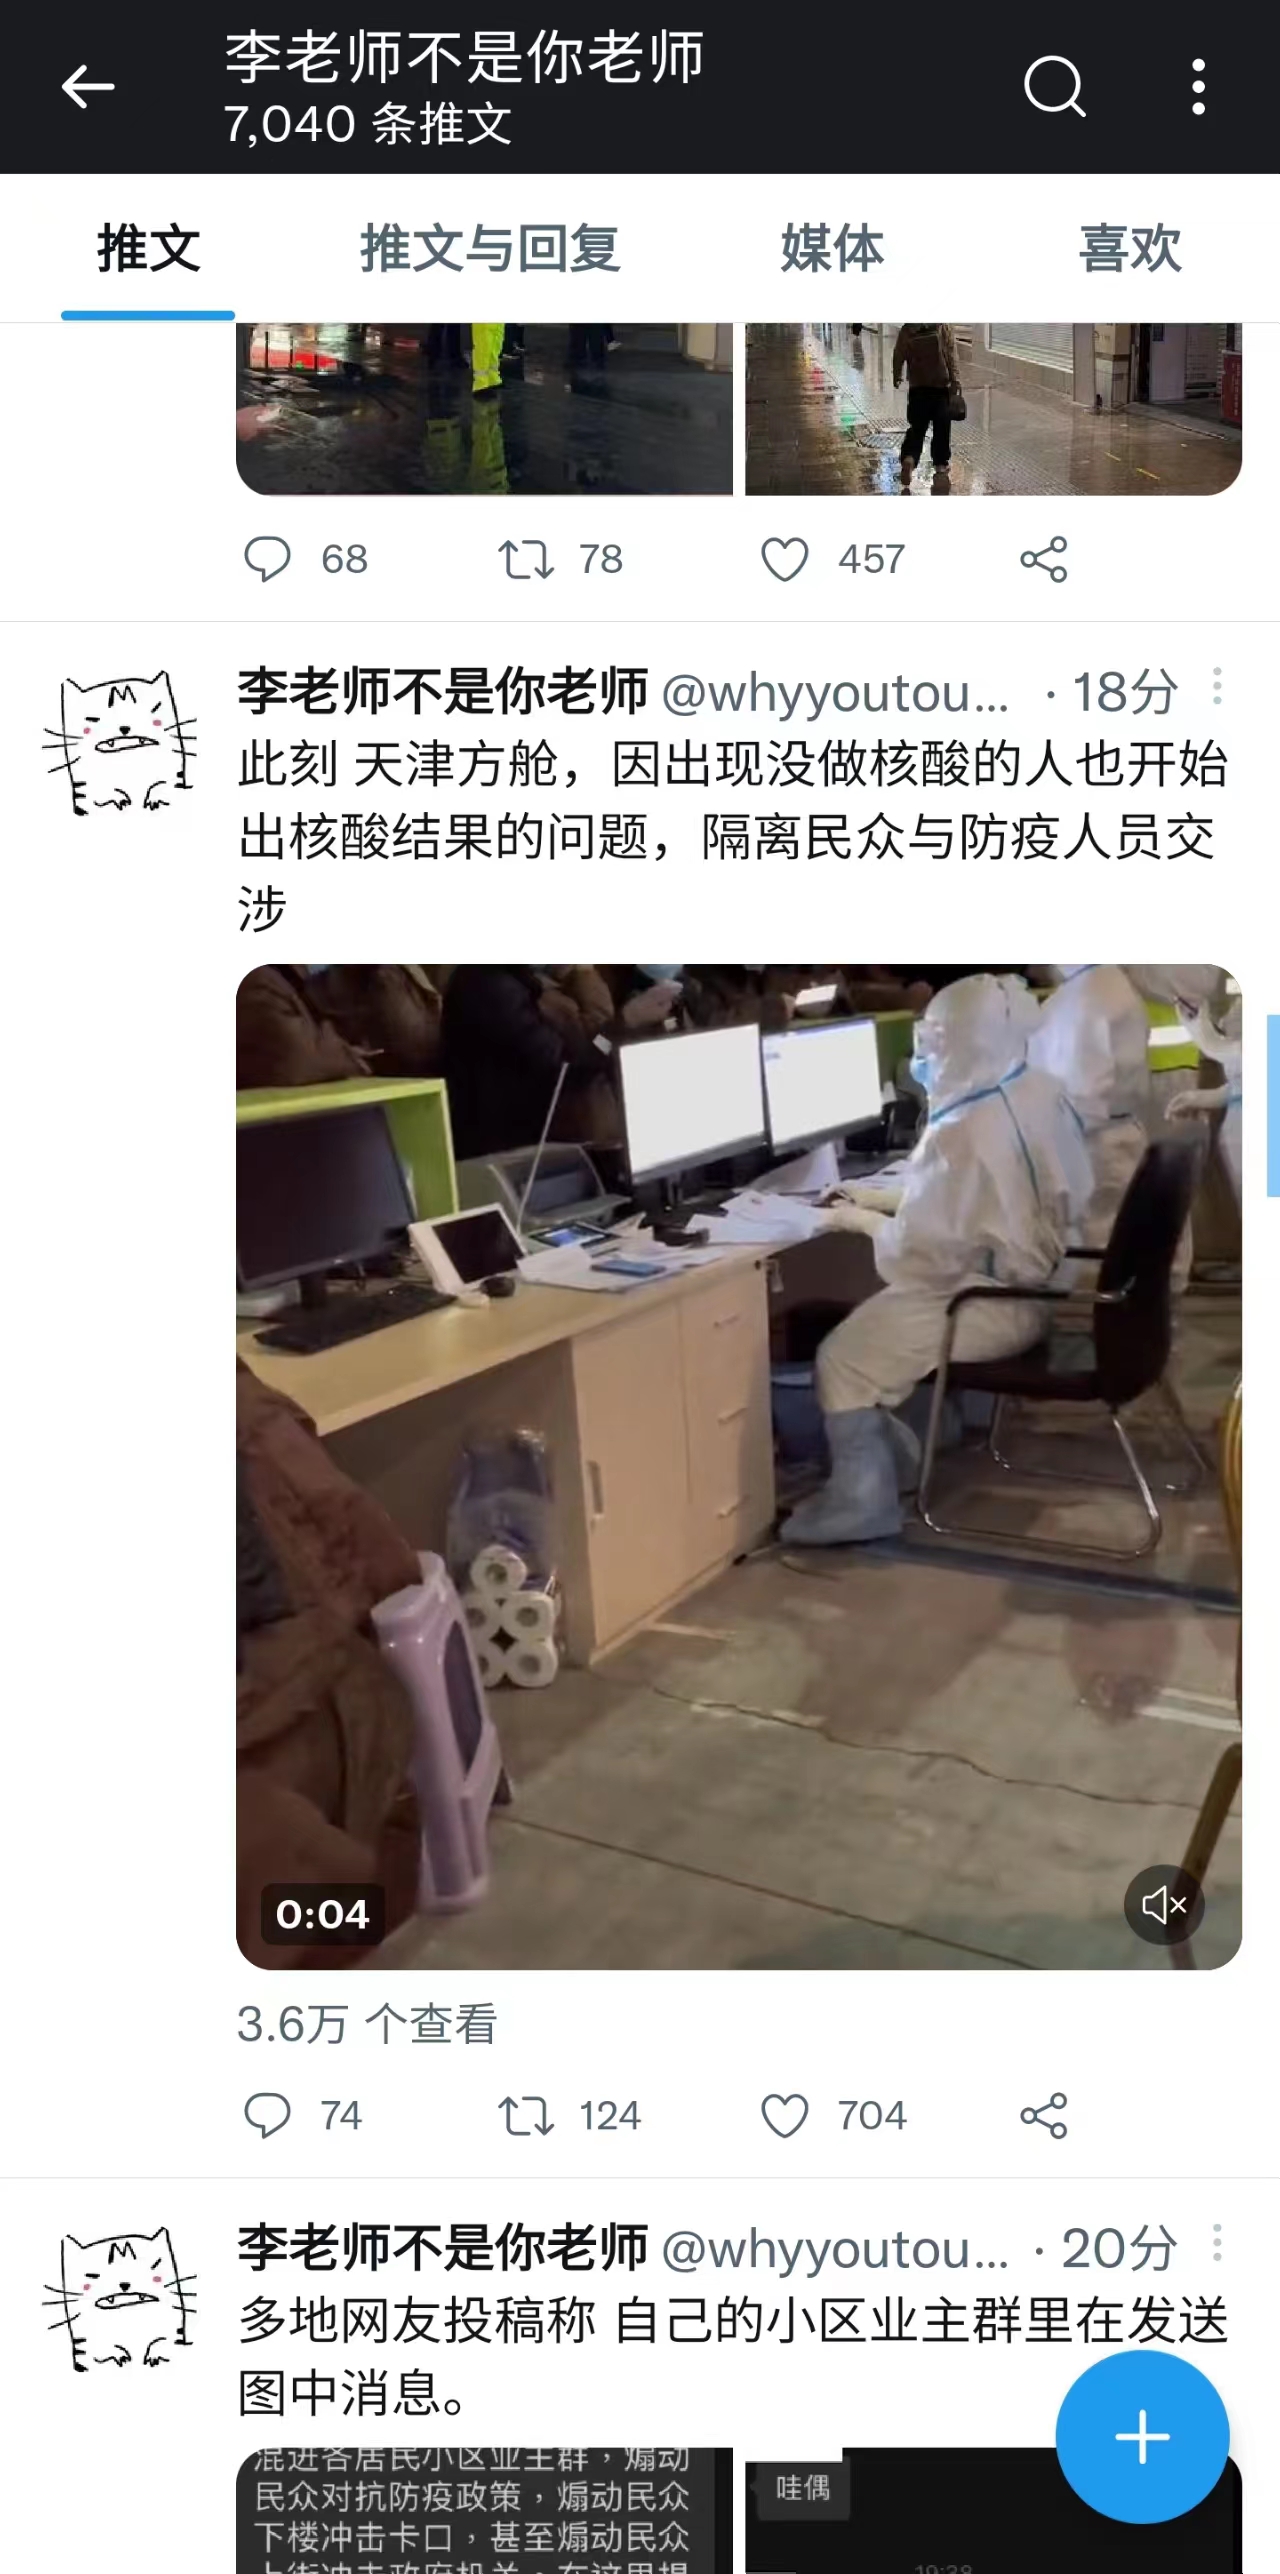 李老师不是你老师
7,040 条推文
推文 推文与回复 媒体 喜欢
68 78 457
李老师不是你老师 @whyyoutou... · 18分
此刻 天津方舱，因出现没做核酸的人也开始
出核酸结果的问题，隔离民众与防疫人员交
涉
0:04
3.6万 个查看
74 124 704
李老师不是你老师 @whyyoutou... · 20分
多地网友投稿称 自己的小区业主群里在发送
图中消息。
混进各居民小区业主群，煽动
民众对抗防疫政策，煽动民众
下楼冲击卡口，甚至煽动民众
哇偶
19:38